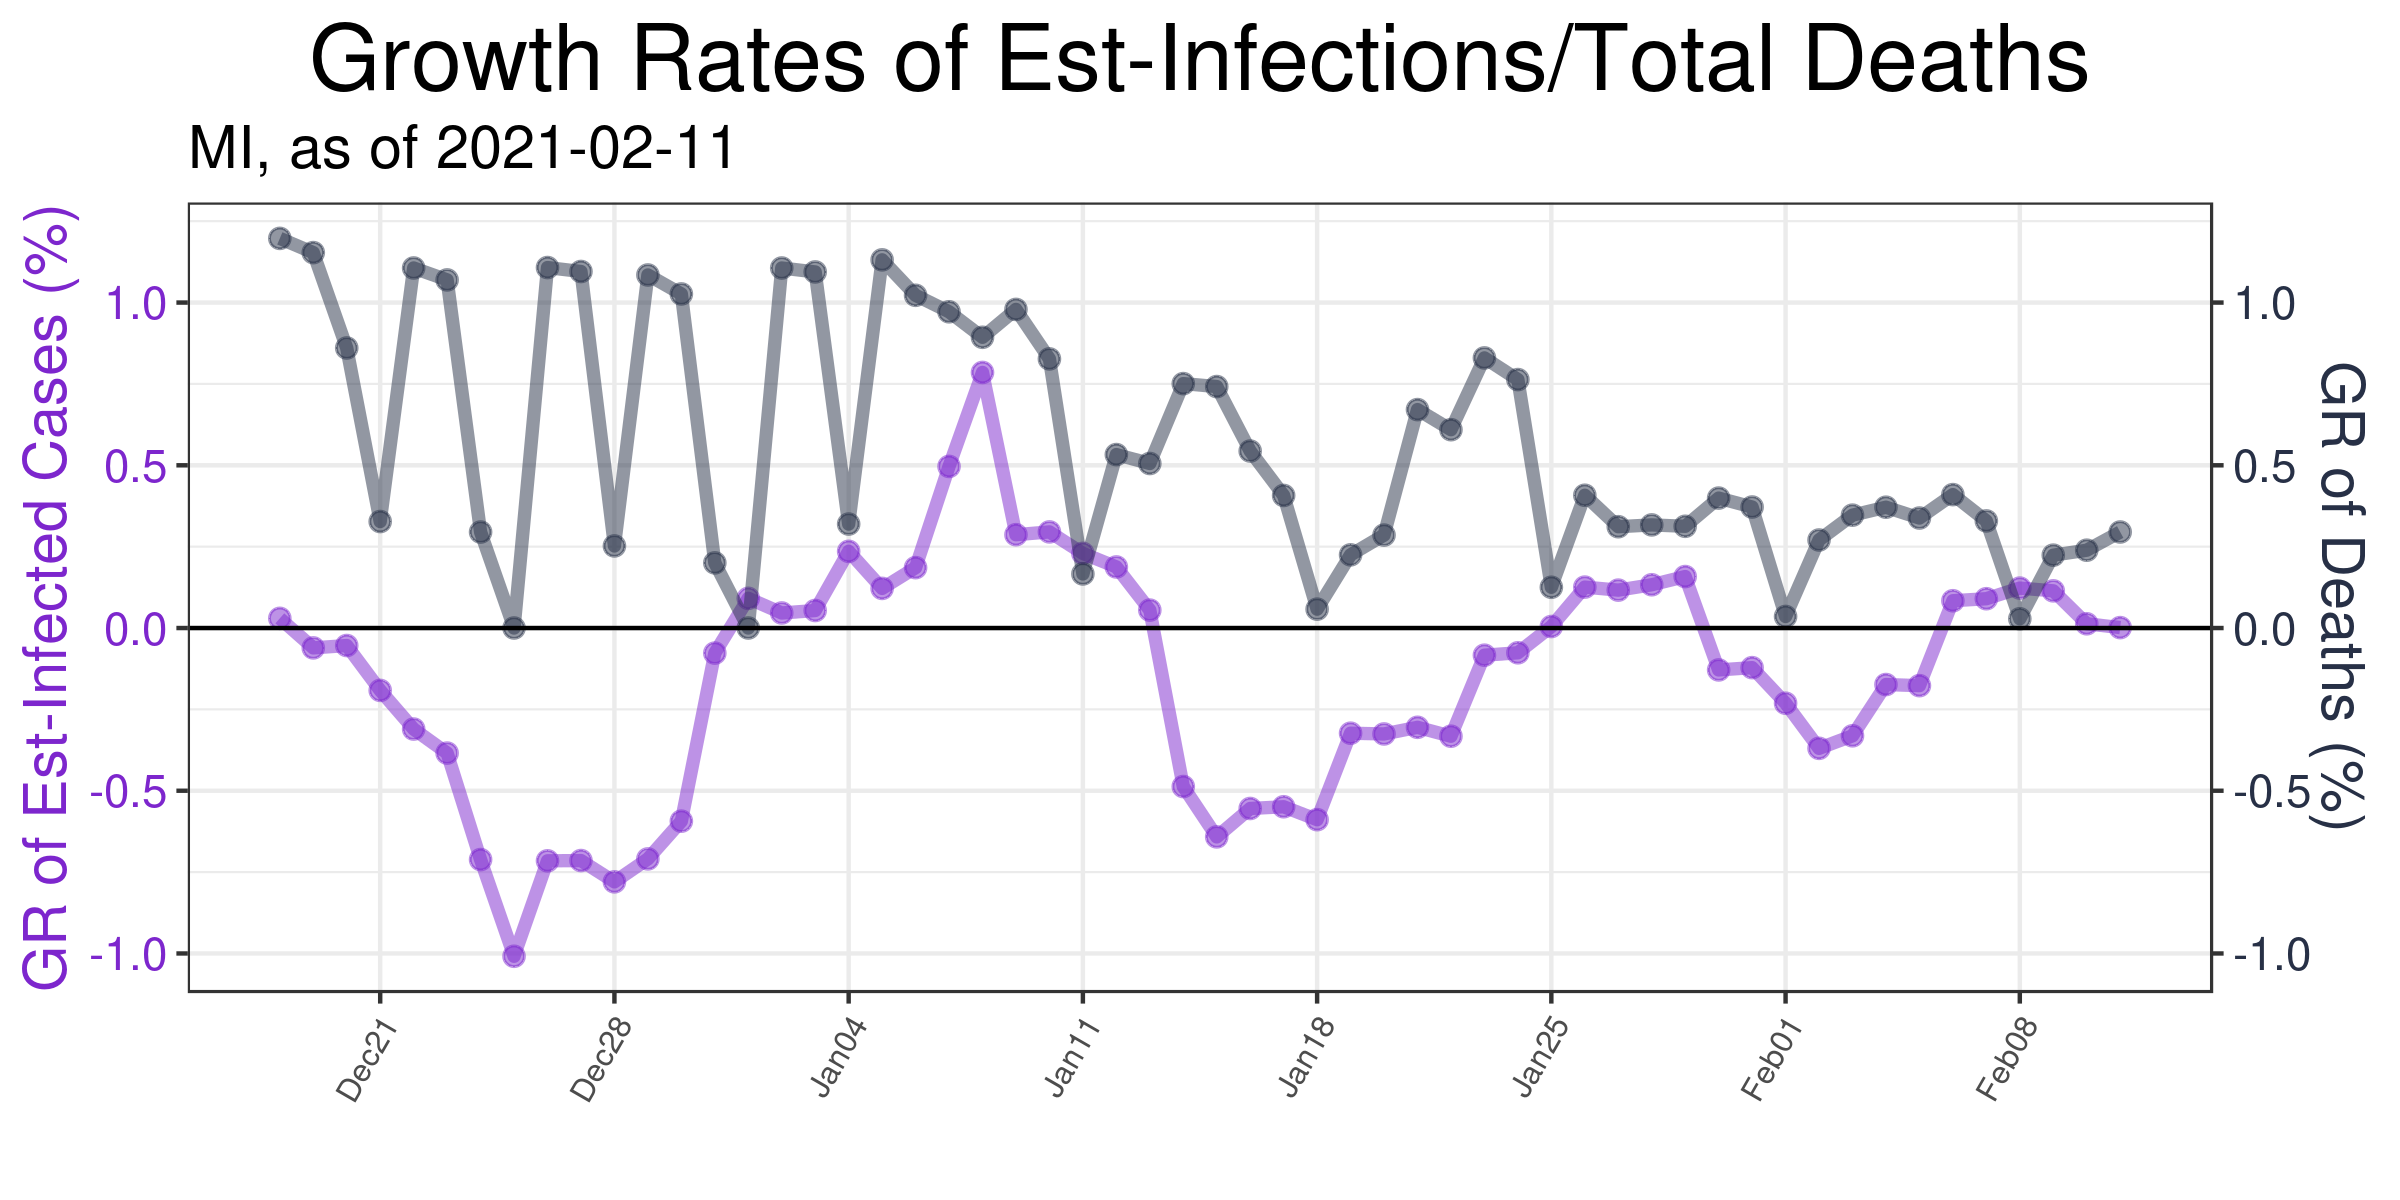 Growth Rates of Est-Infections/Total Deaths
MI, as of 2021-02-11
GR of Est-Infected Cases (%)
1.0
0.5
0.0
-0.5
-1.0
1.0
0.5
0.0
-0.5
-1.0
GR of Deaths (%)
Dec21
Dec28
Jan04
Jan11
Jan18
Jan25
Feb01
Feb08